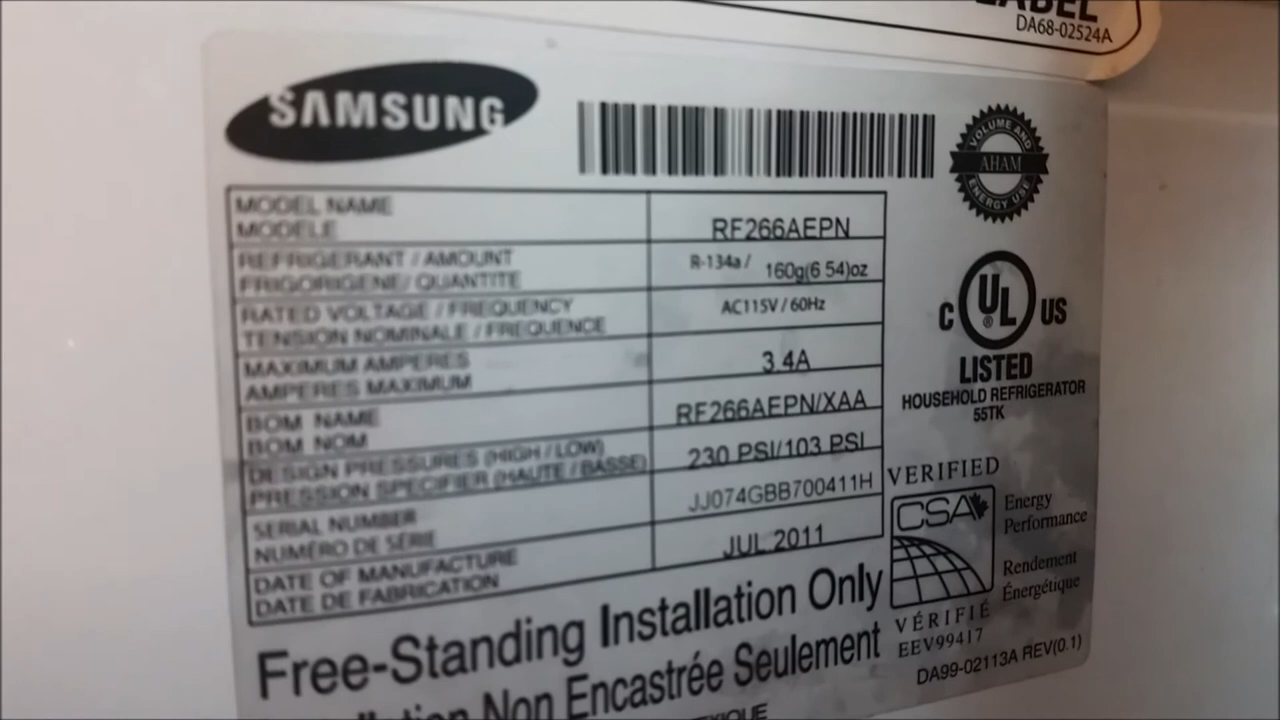 LABEL
DA68-02524A
SAMSUNG
VOLUME AND
AHAM
ENERGY USE
MODEL NAME
MODELE
RF266AEPN
REFRIGERANT / AMOUNT
FRIGORIGENE / QUANTITE
R-134a / 160g(6 54)oz
RATED VOLTAGE / FREQUENCY
TENSION NOMINALE / FREQUENCE
AC115V / 60Hz
MAXIMUM AMPERES
AMPERES MAXIMUM
3.4A
BOM NAME
BOM NOM
RF266AEPN/XAA
DESIGN PRESSURES (HIGH / LOW)
PRESSION SPECIFIER (HAUTE / BASSE)
230 PSI/103 PSI
SERIAL NUMBER
NUMÉRO DE SÉRIE
JJ074GBB700411H
DATE OF MANUFACTURE
DATE DE FABRICATION
JUL 2011
C UL ® US
LISTED
HOUSEHOLD REFRIGERATOR
55TK
VERIFIED
CSA
Energy
Performance
Rendement
Énergétique
VÉRIFIÉ
EEV99417
DA99-02113A REV(0.1)
Free-Standing Installation Only
Non Encastrée Seulement